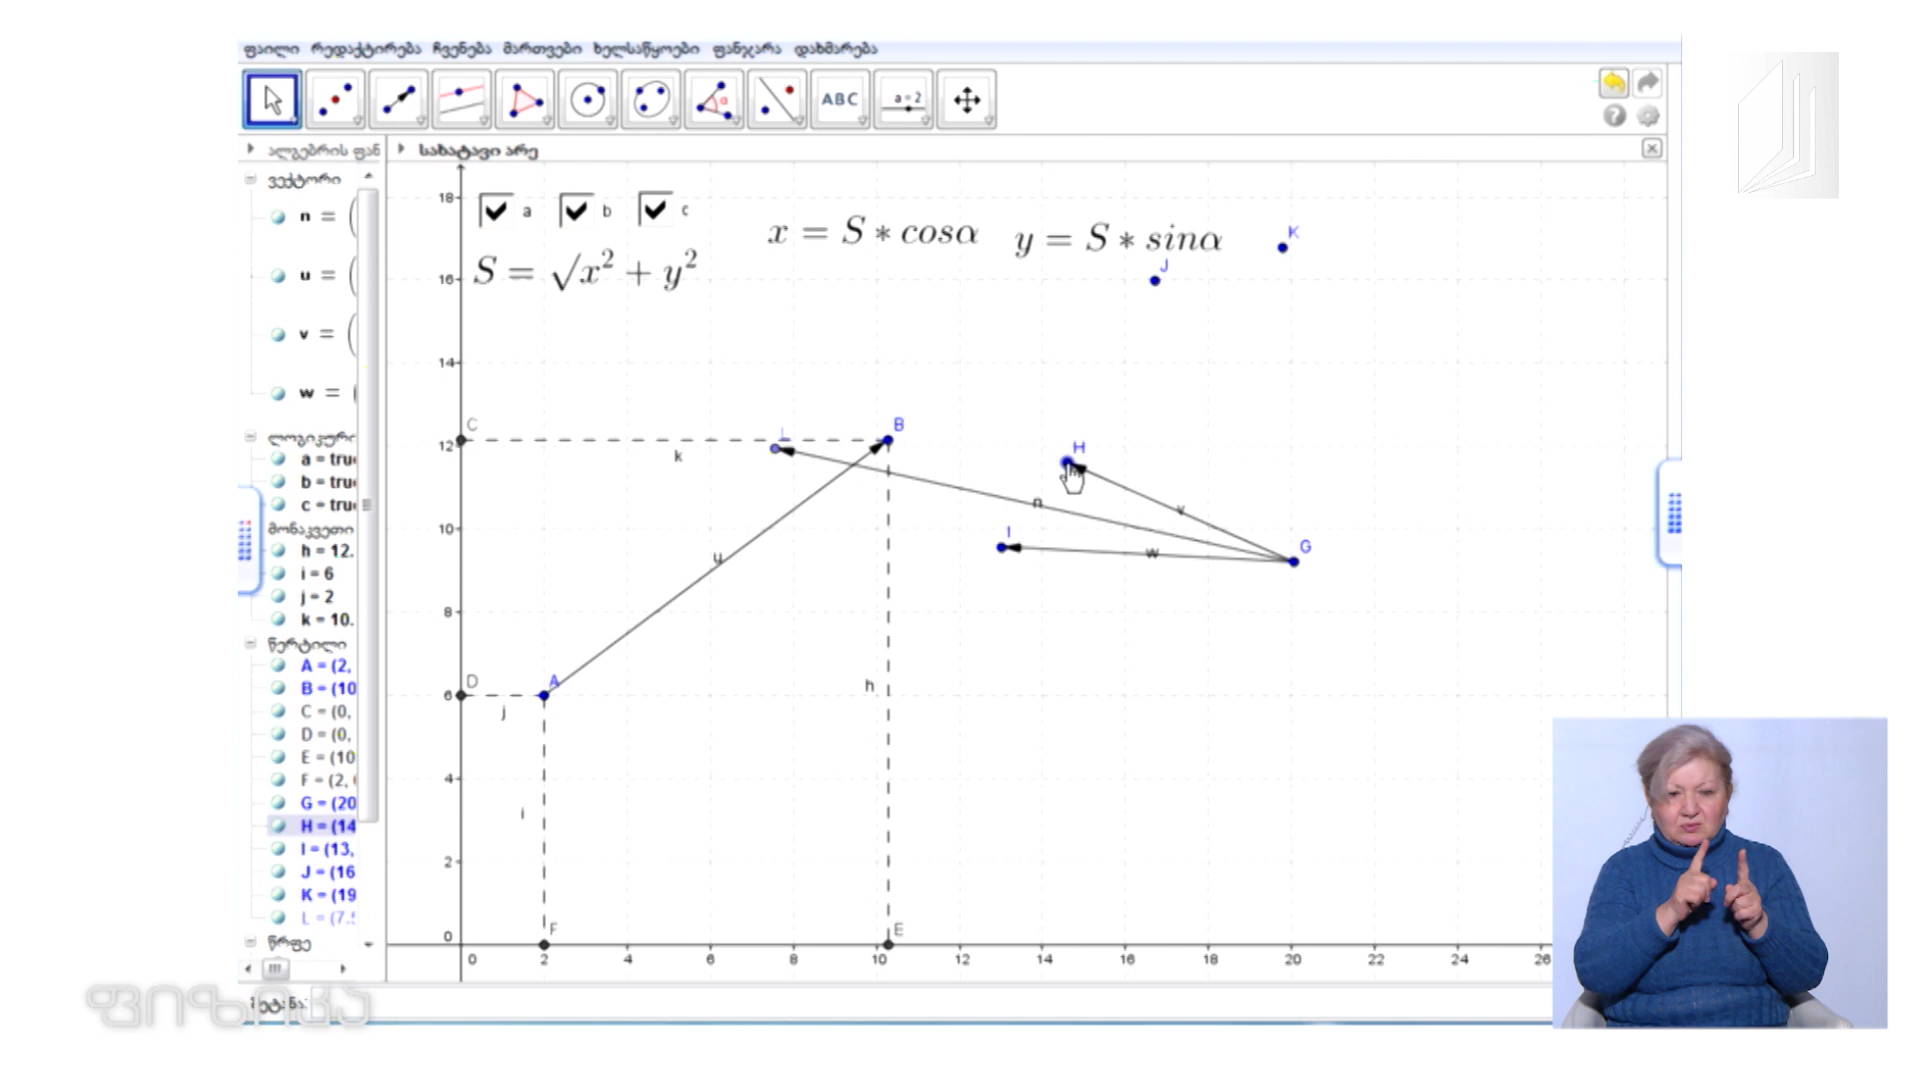 ფაილი რედაქტირება ჩვენება მართვები ხელსაწყოები ფანჯარა დახმარება
ABC a=2
ალგებრის ფან სახატავი არე
ვექტორი
n = (
u = (
v = (
w =
ლოგიკური
a = true
b = true
c = true
მონაკვეთი
h = 12.
i = 6
j = 2
k = 10.
წერტილი
A = (2,
B = (10
C = (0,
D = (0,
E = (10
F = (2,
G = (20
H = (14
I = (13,
J = (16
K = (19
L = (7.5
წრფე
a b c
x = S * cosα y = S * sinα
S = √x² + y²
K
J
C
B
L
H
k
n
v
I
w
G
u
D
A
j
h
i
F
E
18
16
14
12
10
8
6
4
2
0
0 2 4 6 8 10 12 14 16 18 20 22 24 26
ფიზიკა